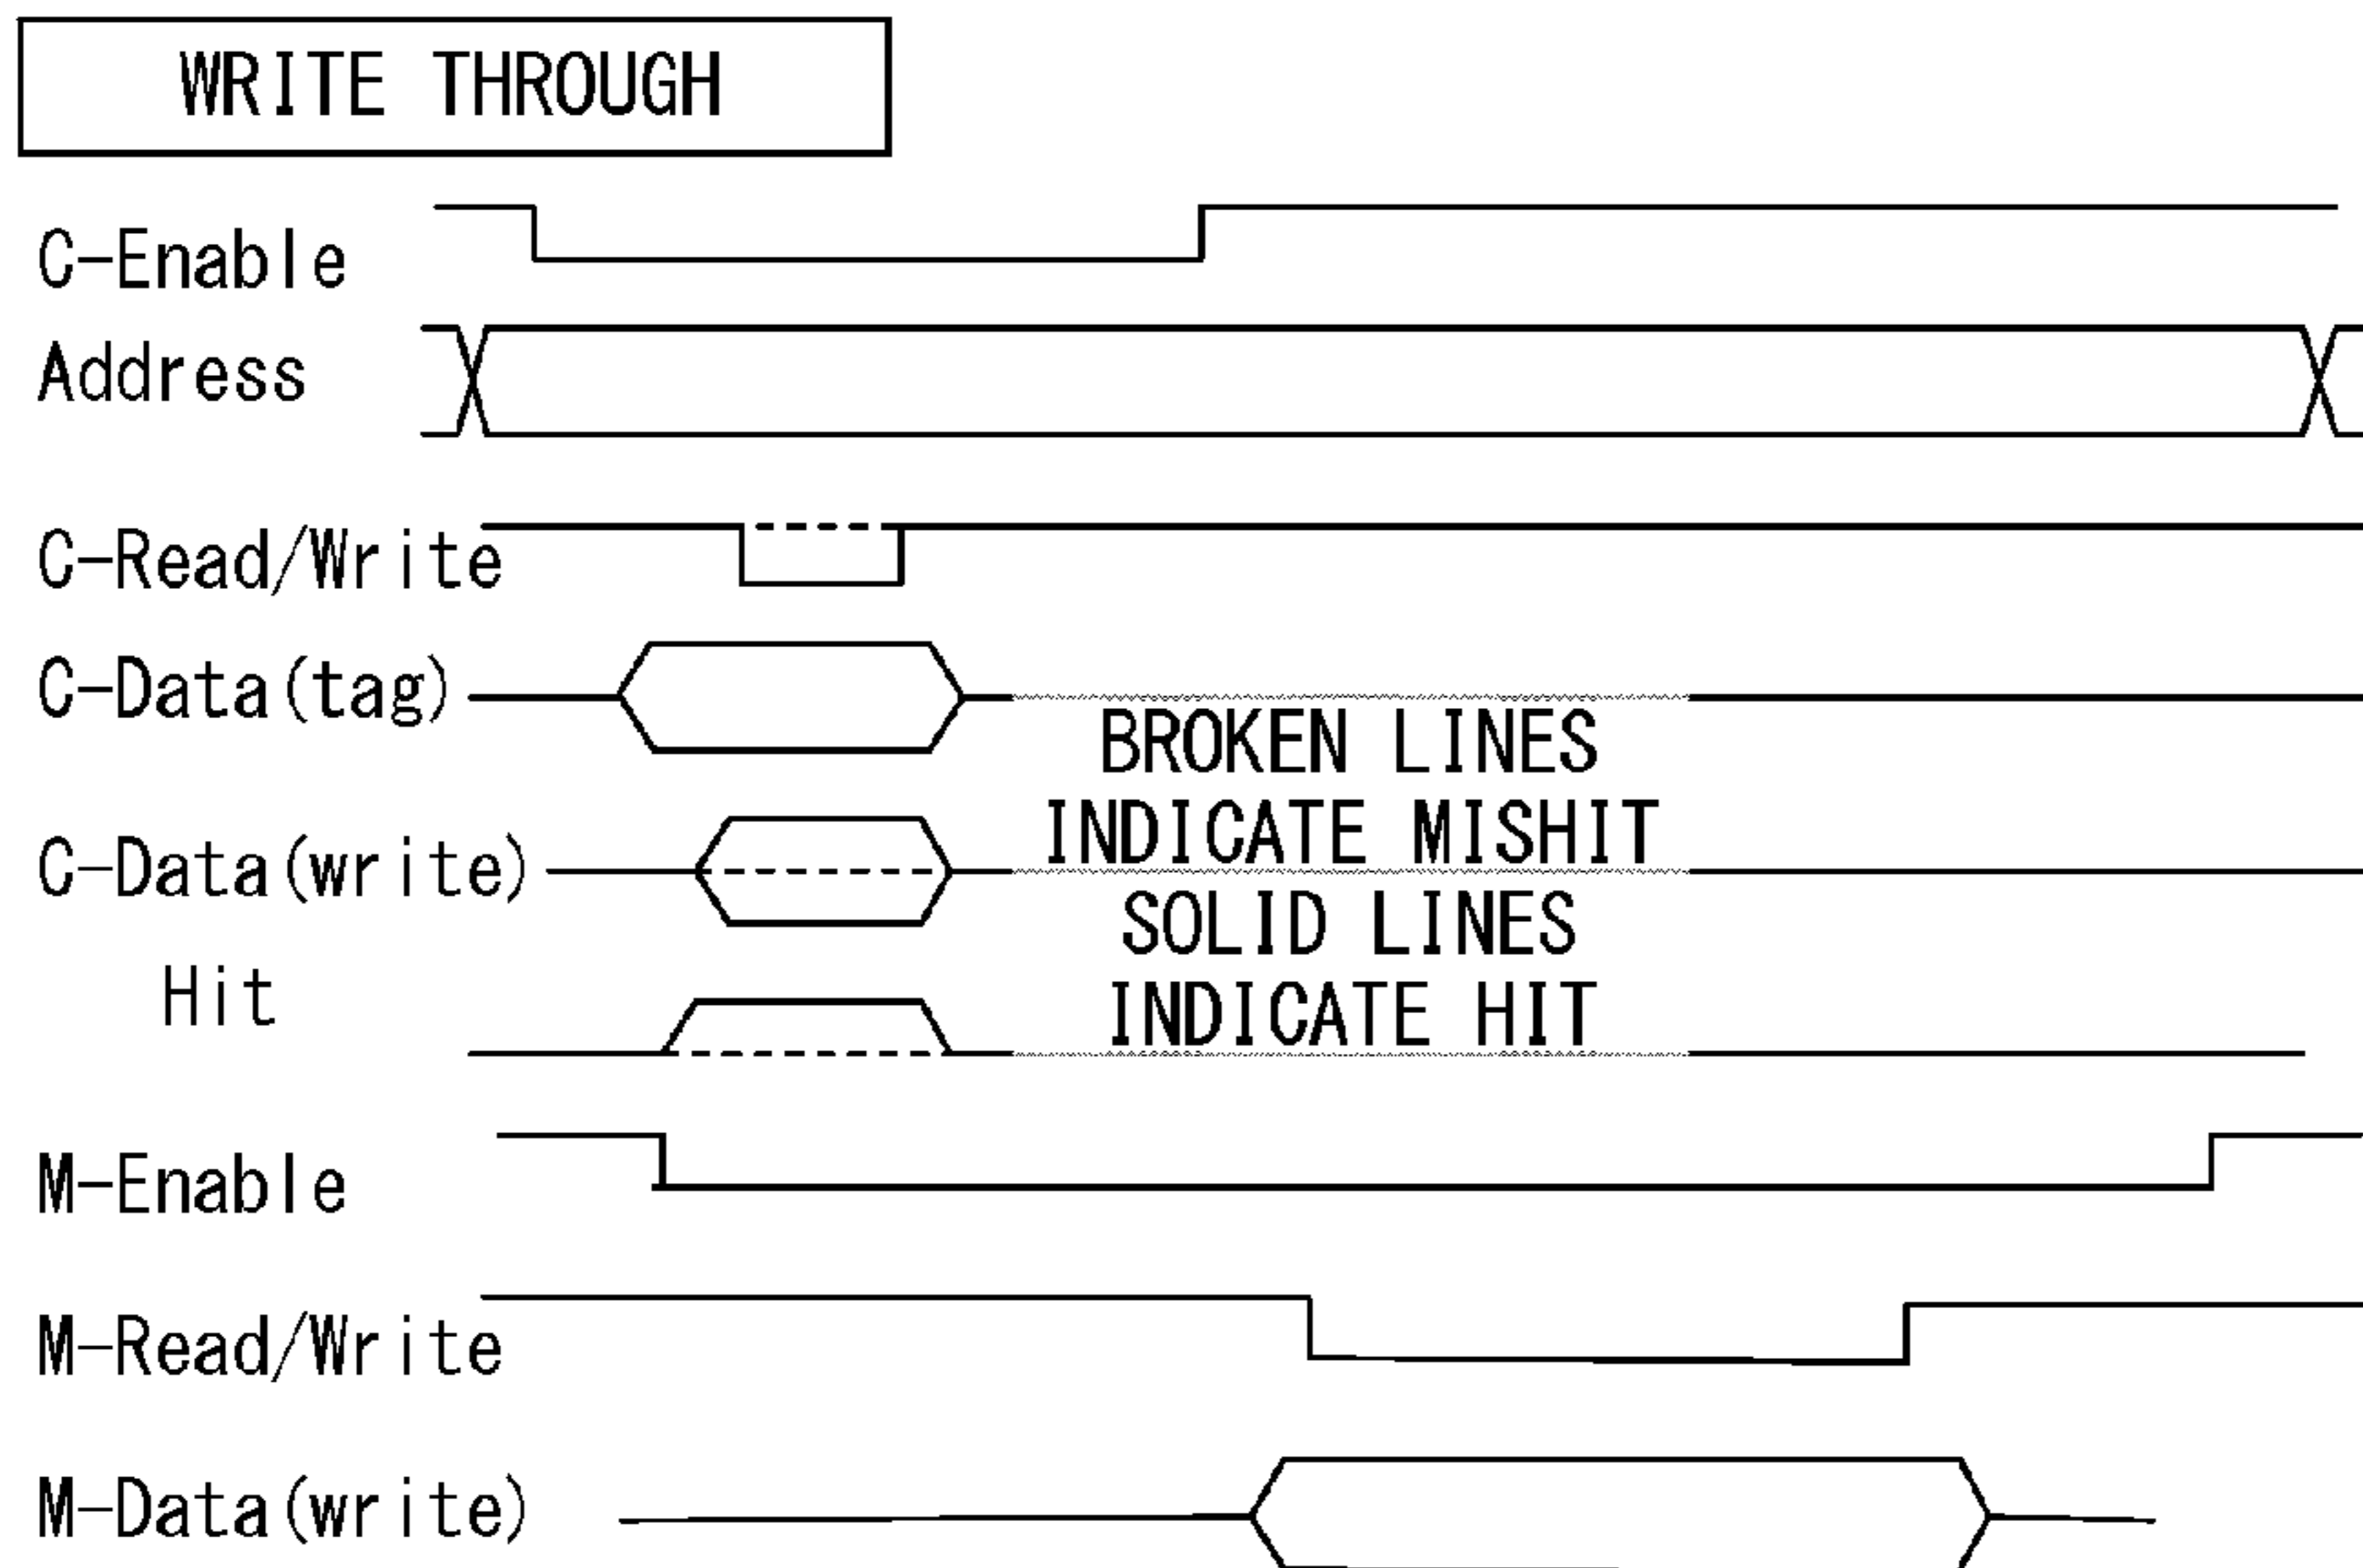 WRITE THROUGH
C-Enable
Address
C-Read/Write
C-Data(tag)
BROKEN LINES
INDICATE MISHIT
C-Data(write)
SOLID LINES
INDICATE HIT
Hit
M-Enable
M-Read/Write
M-Data(write)